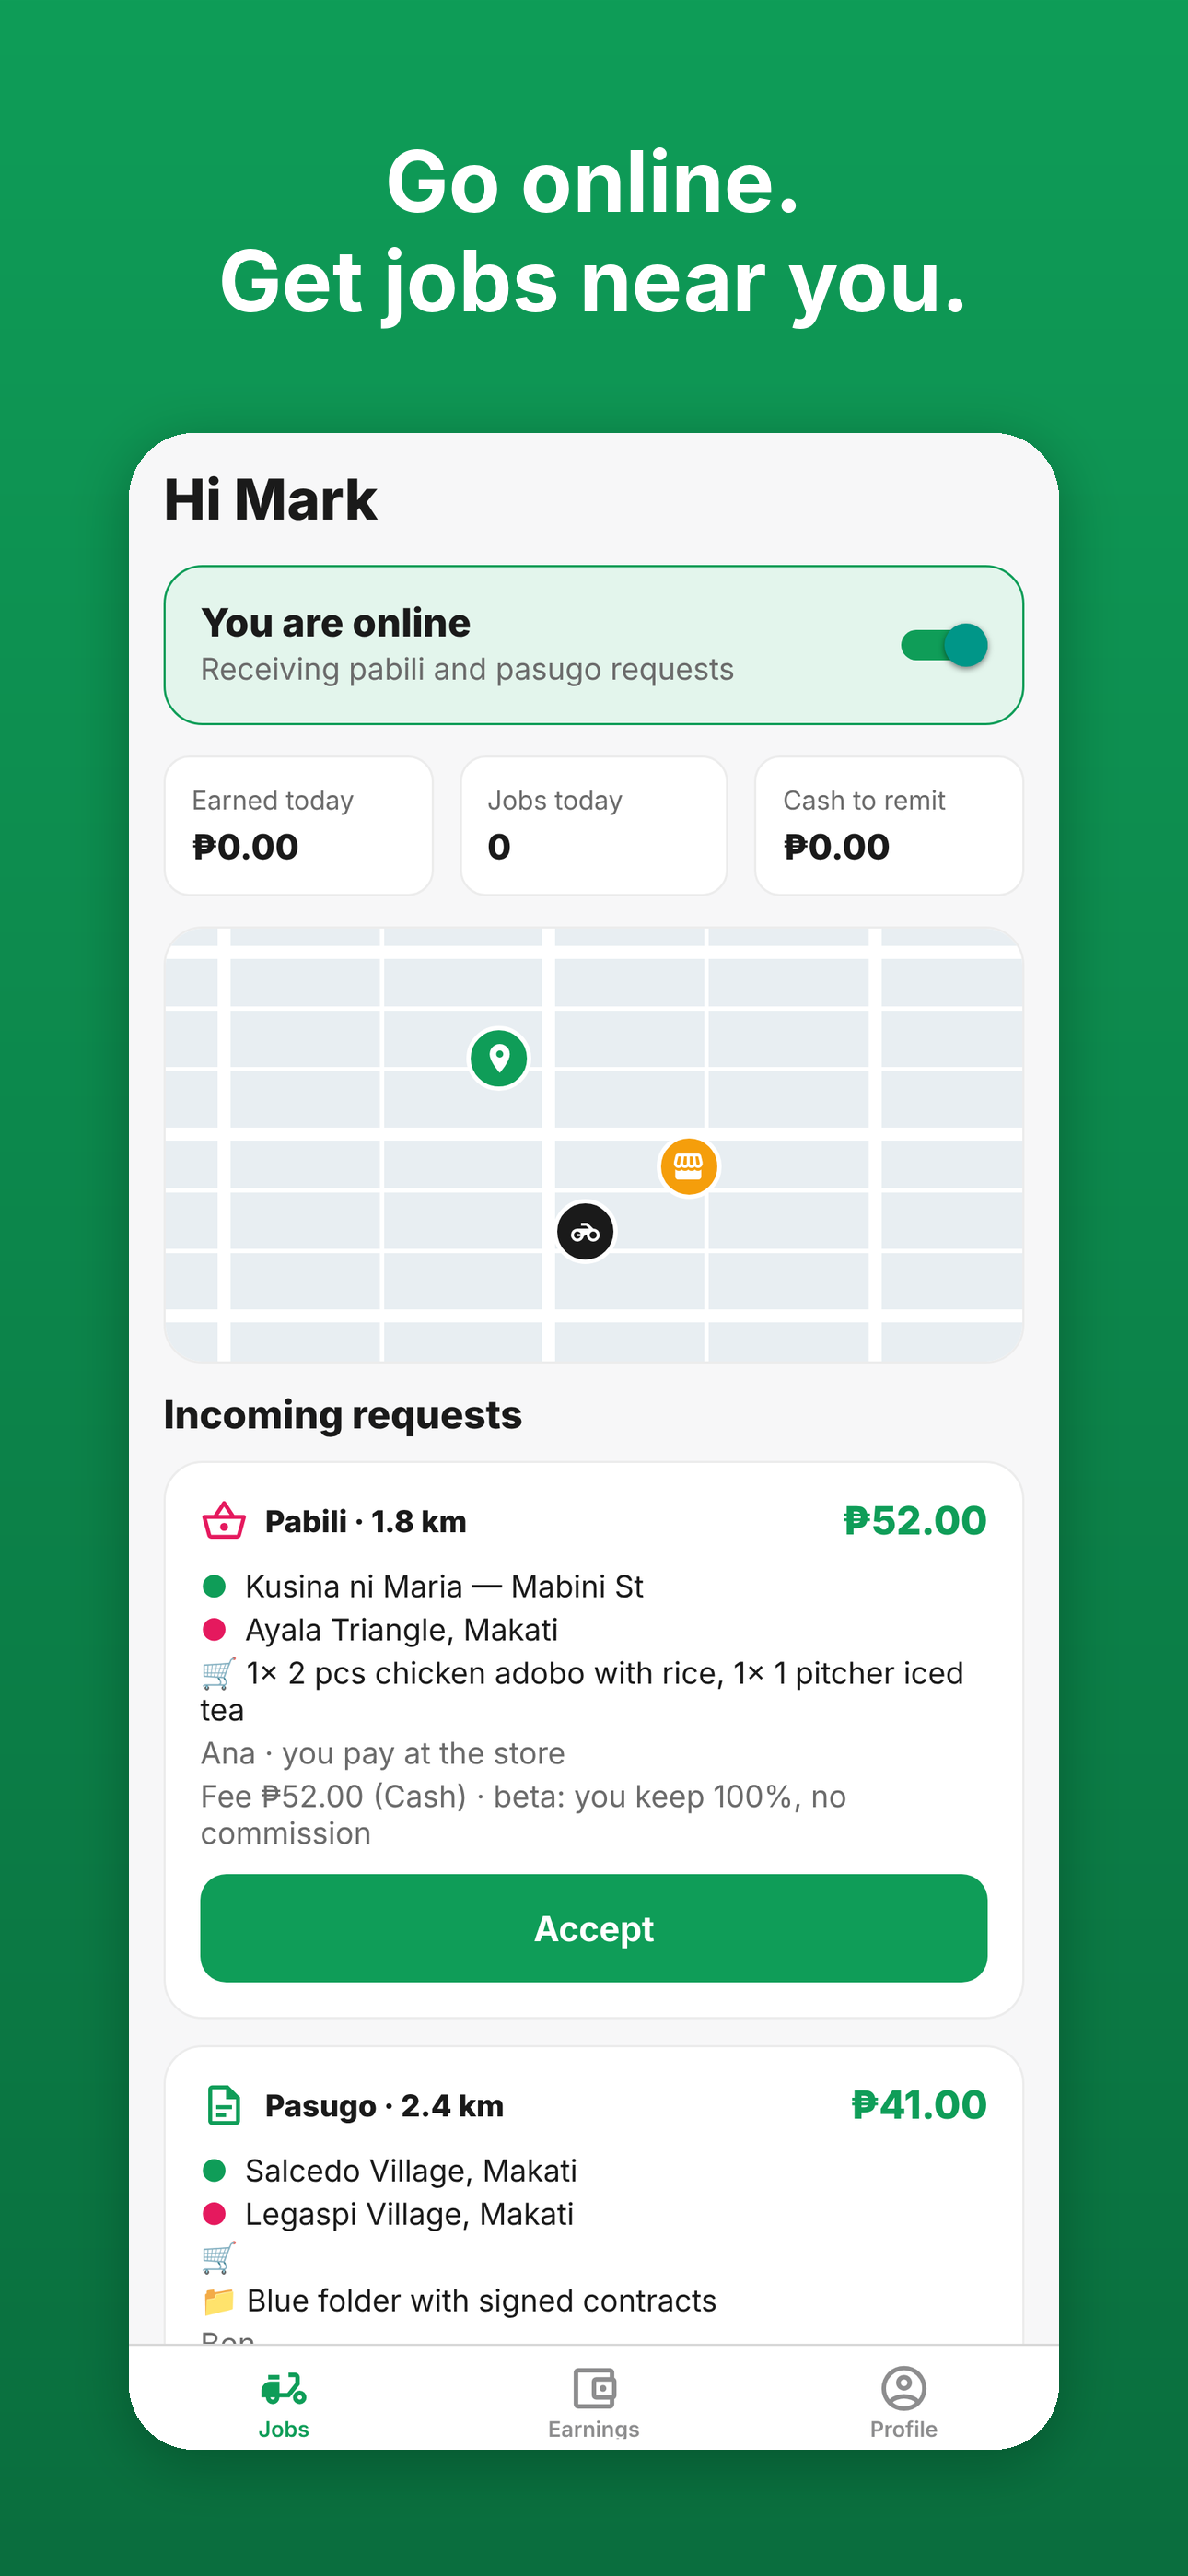 Go online.
Get jobs near you.
Hi Mark
You are online
Receiving pabili and pasugo requests
Earned today
₱0.00
Jobs today
0
Cash to remit
₱0.00
Incoming requests
Pabili · 1.8 km
₱52.00
Kusina ni Maria — Mabini St
Ayala Triangle, Makati
🛒 1× 2 pcs chicken adobo with rice, 1× 1 pitcher iced
tea
Ana · you pay at the store
Fee ₱52.00 (Cash) · beta: you keep 100%, no
commission
Accept
Pasugo · 2.4 km
₱41.00
Salcedo Village, Makati
Legaspi Village, Makati
🛒
📁 Blue folder with signed contracts
Jobs
Earnings
Profile